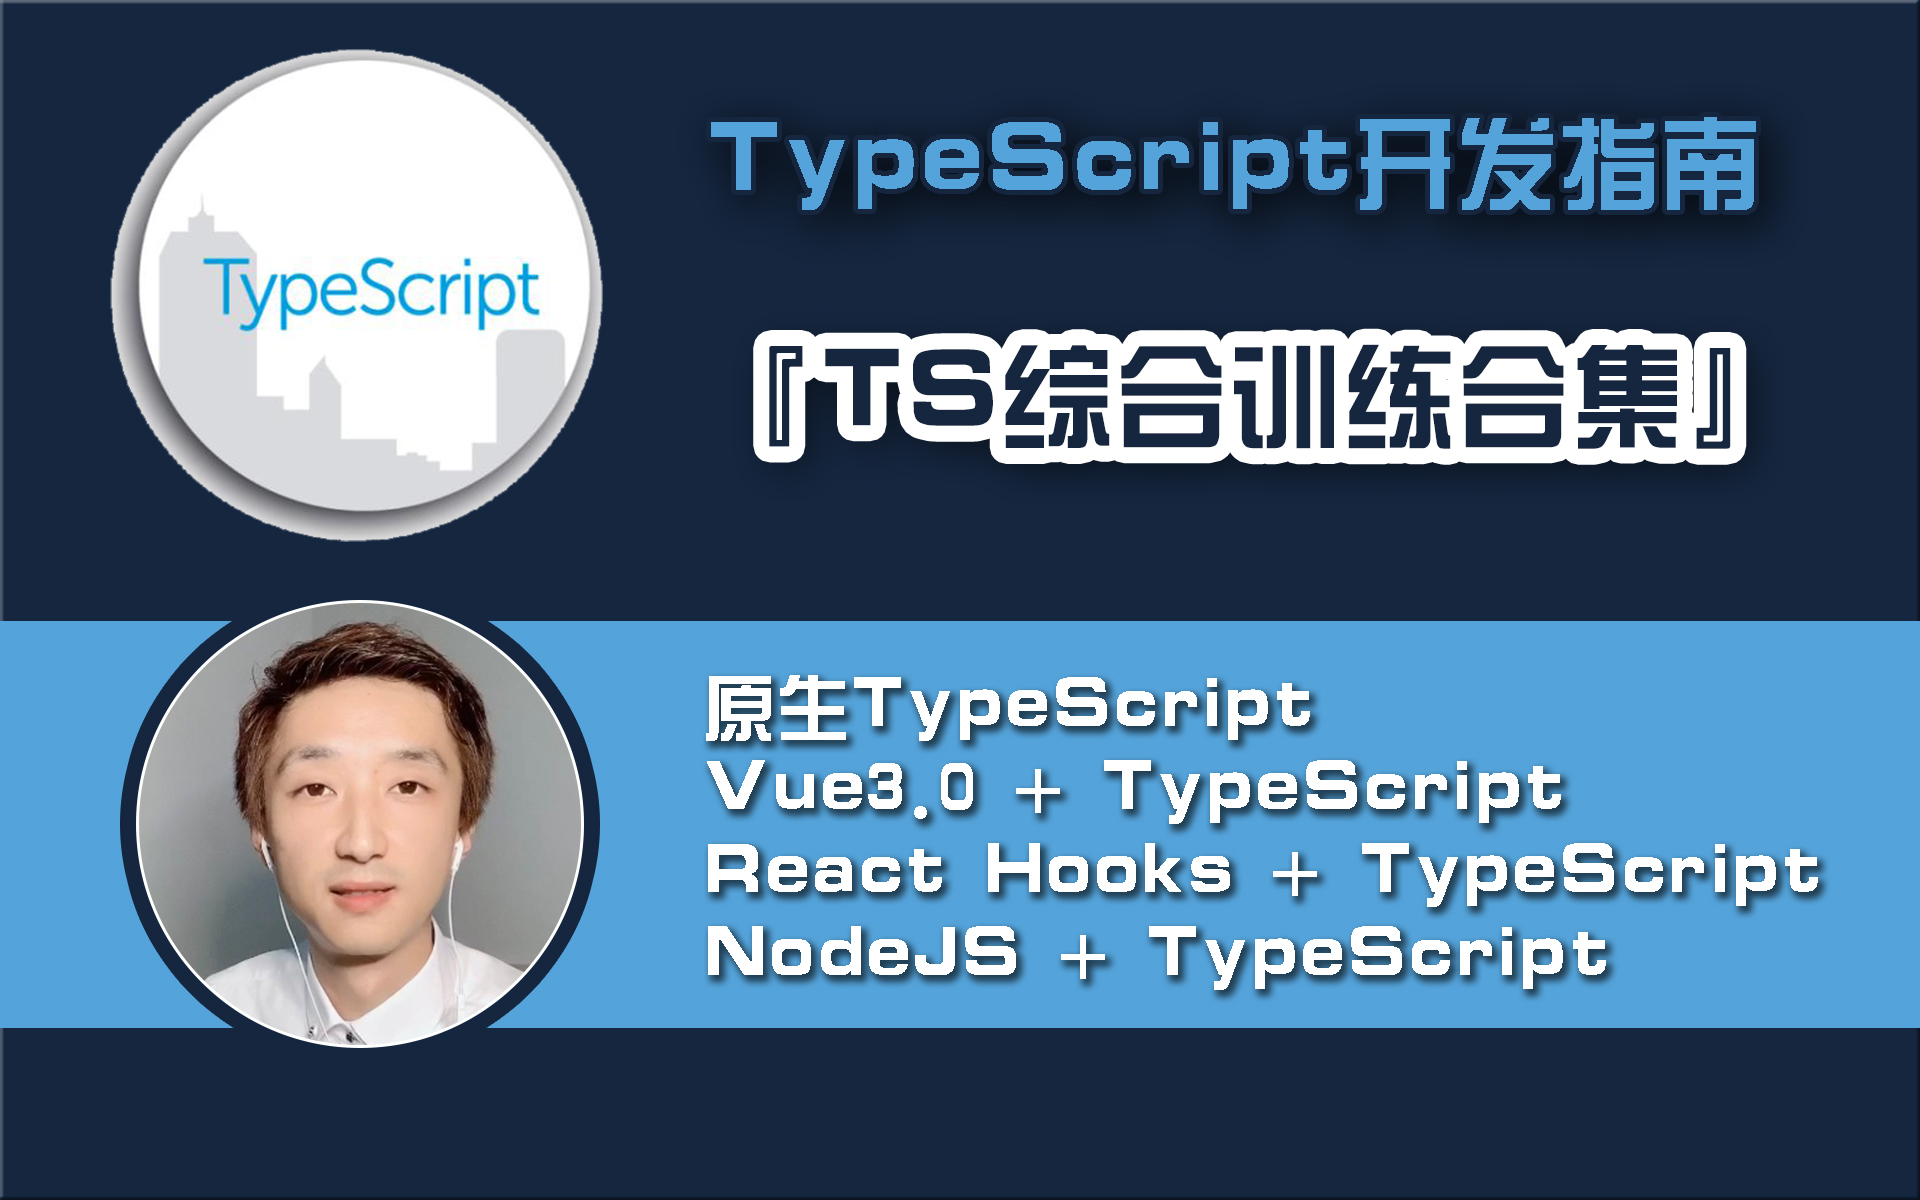 TypeScript
TypeScript开发指南
『TS综合训练合集』
原生TypeScript
Vue3.0 + TypeScript
React Hooks + TypeScript
NodeJS + TypeScript